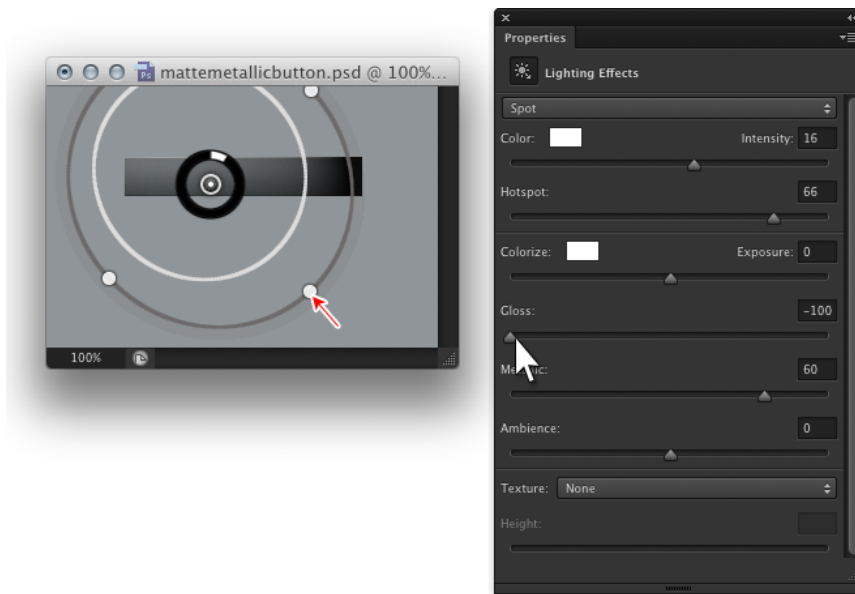 Ps mattemetallicbutton.psd @ 100%...
100%
Properties
Lighting Effects
Spot
Color: Intensity: 16
Hotspot: 66
Colorize: Exposure: 0
Gloss: -100
60
Ambience: 0
Texture: None
Height: